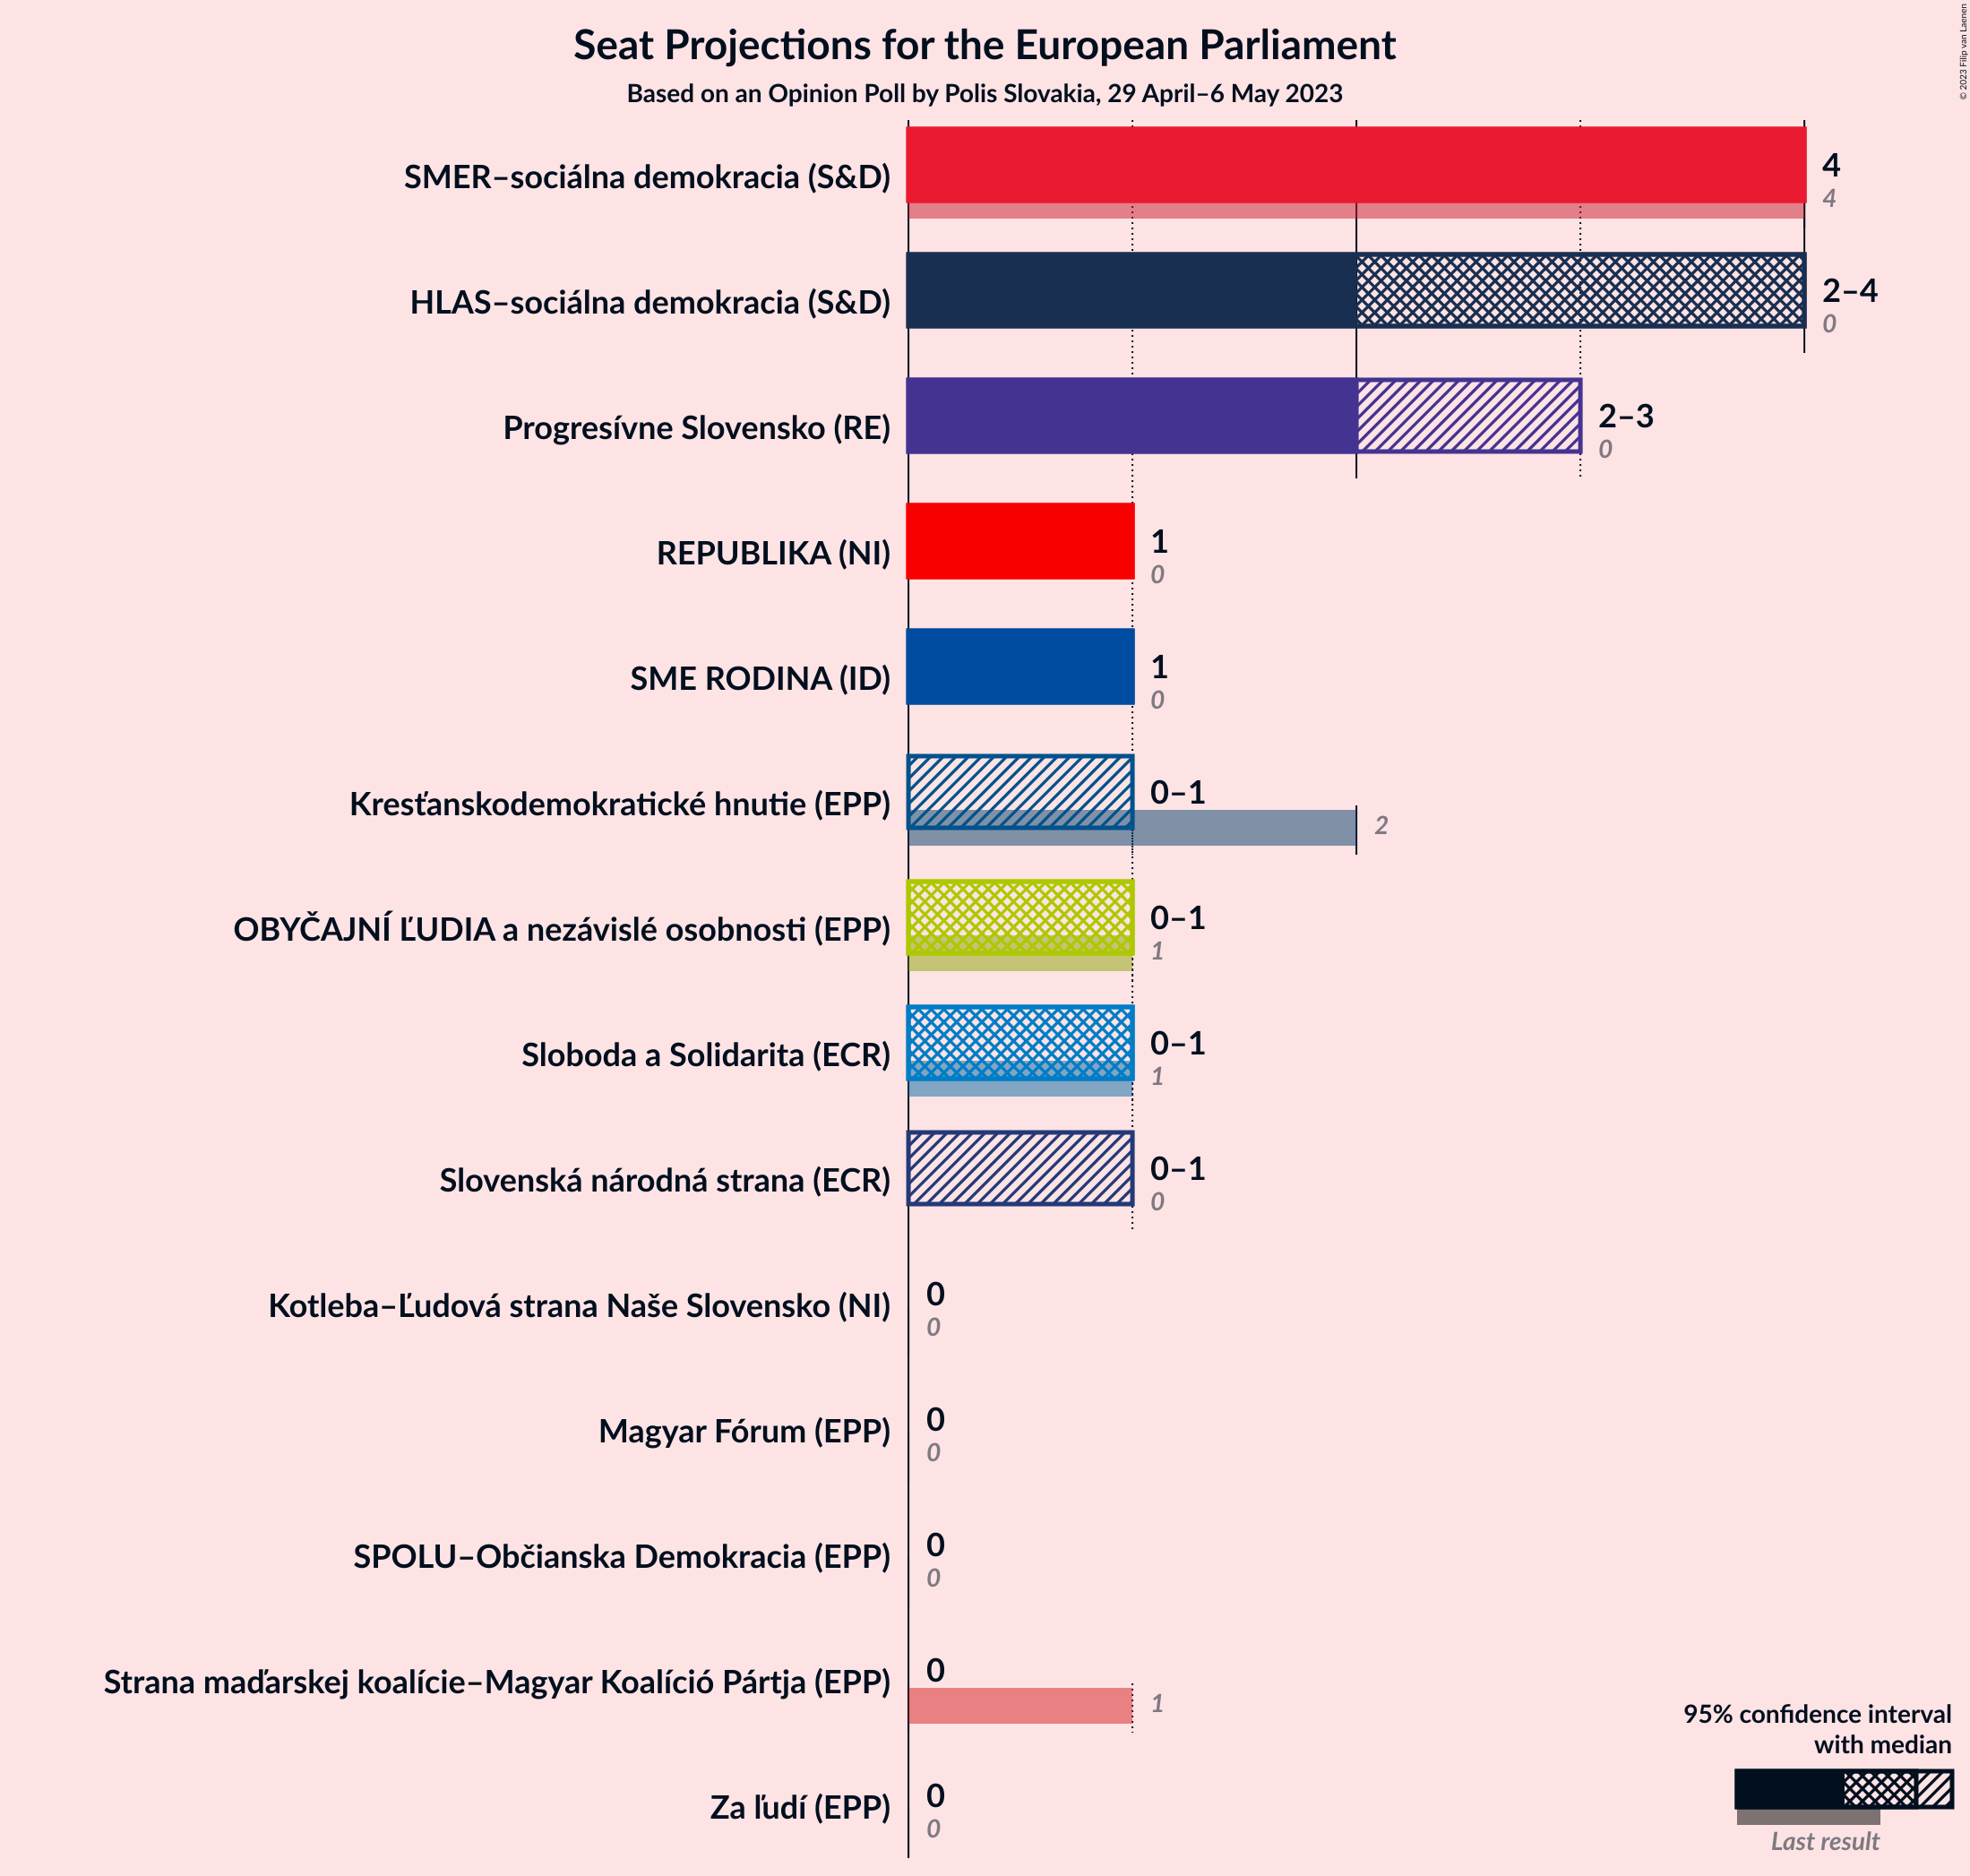 Seat Projections for the European Parliament
Based on an Opinion Poll by Polis Slovakia, 29 April–6 May 2023
© 2023 Filip van Laenen
SMER–sociálna demokracia (S&D)
4
4
HLAS–sociálna demokracia (S&D)
2–4
0
Progresívne Slovensko (RE)
2–3
0
REPUBLIKA (NI)
1
0
SME RODINA (ID)
1
0
Kresťanskodemokratické hnutie (EPP)
0–1
2
OBYČAJNÍ ĽUDIA a nezávislé osobnosti (EPP)
0–1
1
Sloboda a Solidarita (ECR)
0–1
1
Slovenská národná strana (ECR)
0–1
0
Kotleba–Ľudová strana Naše Slovensko (NI)
0
0
Magyar Fórum (EPP)
0
0
SPOLU–Občianska Demokracia (EPP)
0
0
Strana maďarskej koalície–Magyar Koalíció Pártja (EPP)
0
1
Za ľudí (EPP)
0
0
95% confidence interval
with median
Last result